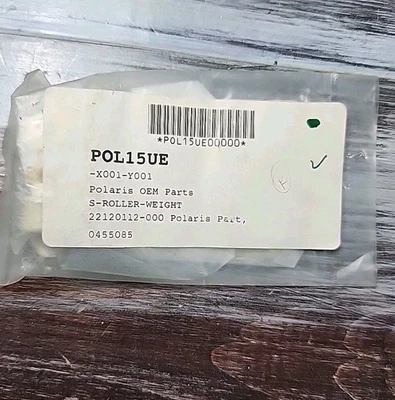 *POL15UE00000*
POL15UE
-X001-Y001
Polaris OEM Parts
S-ROLLER-WEIGHT
22120112-000 Polaris Part,
0455085